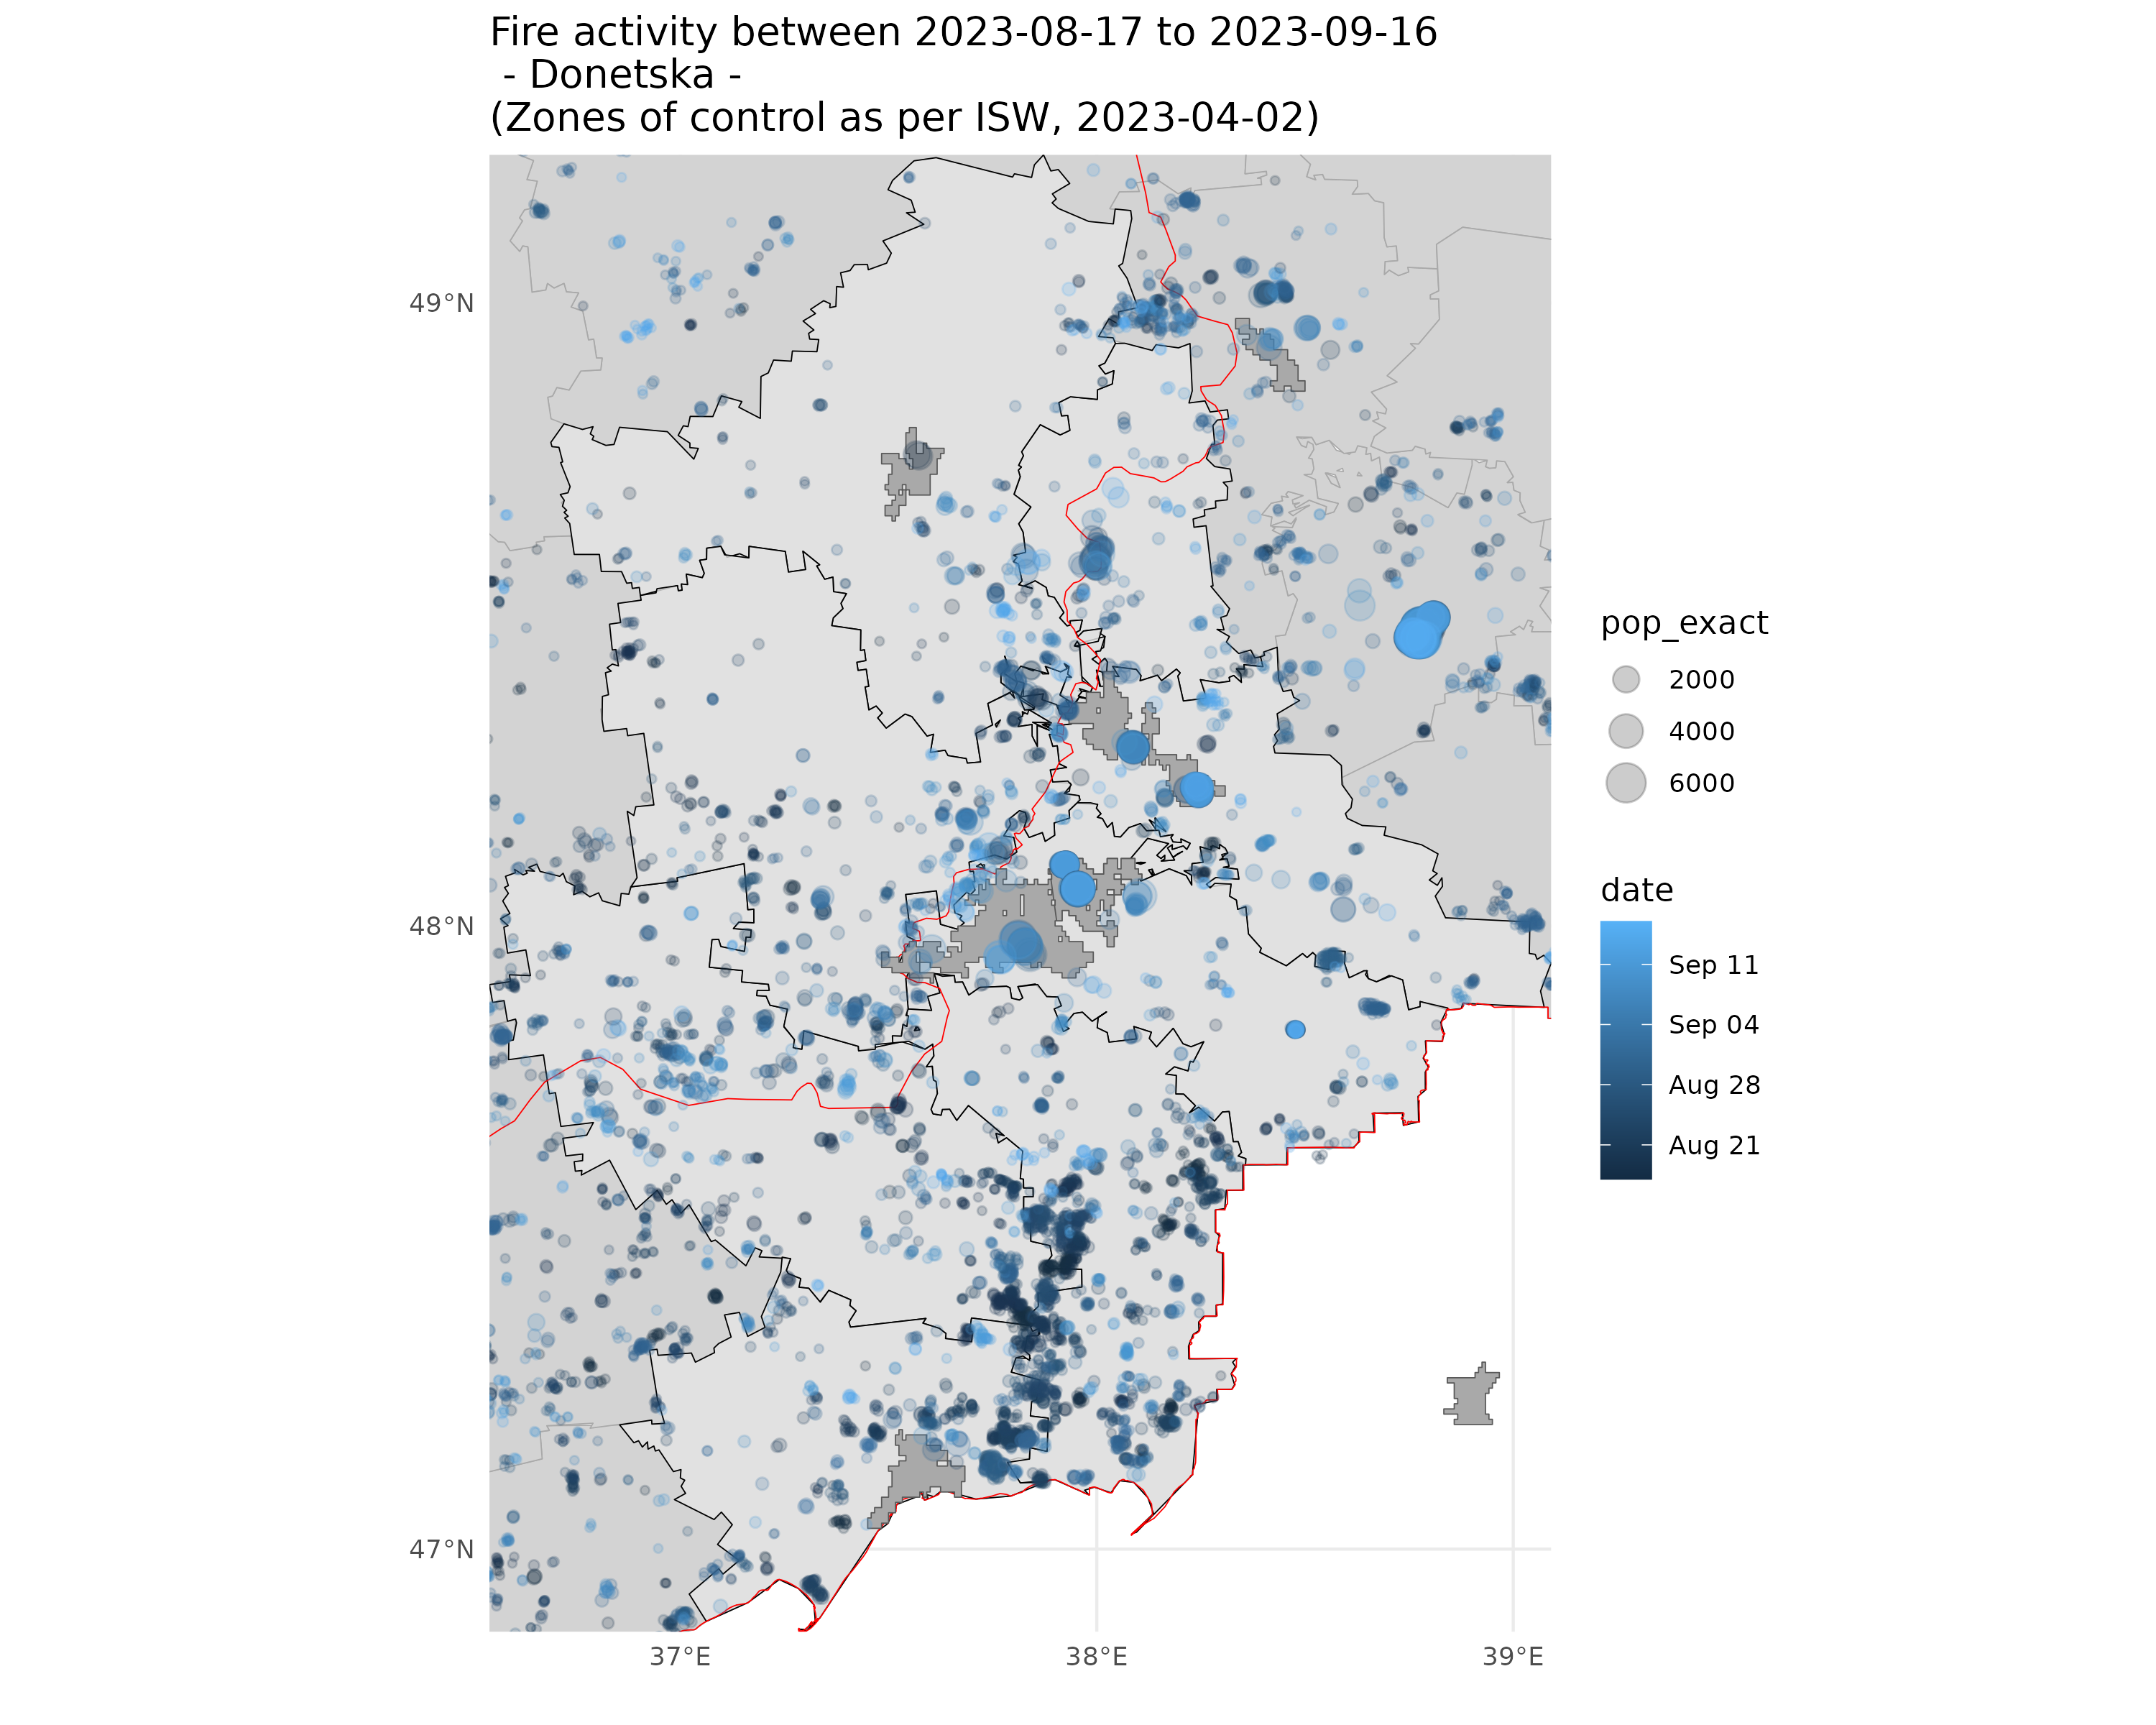 Fire activity between 2023-08-17 to 2023-09-16
- Donetska -
(Zones of control as per ISW, 2023-04-02)
49°N
48°N
47°N
37°E
38°E
39°E
pop_exact
2000
4000
6000
date
Sep 11
Sep 04
Aug 28
Aug 21